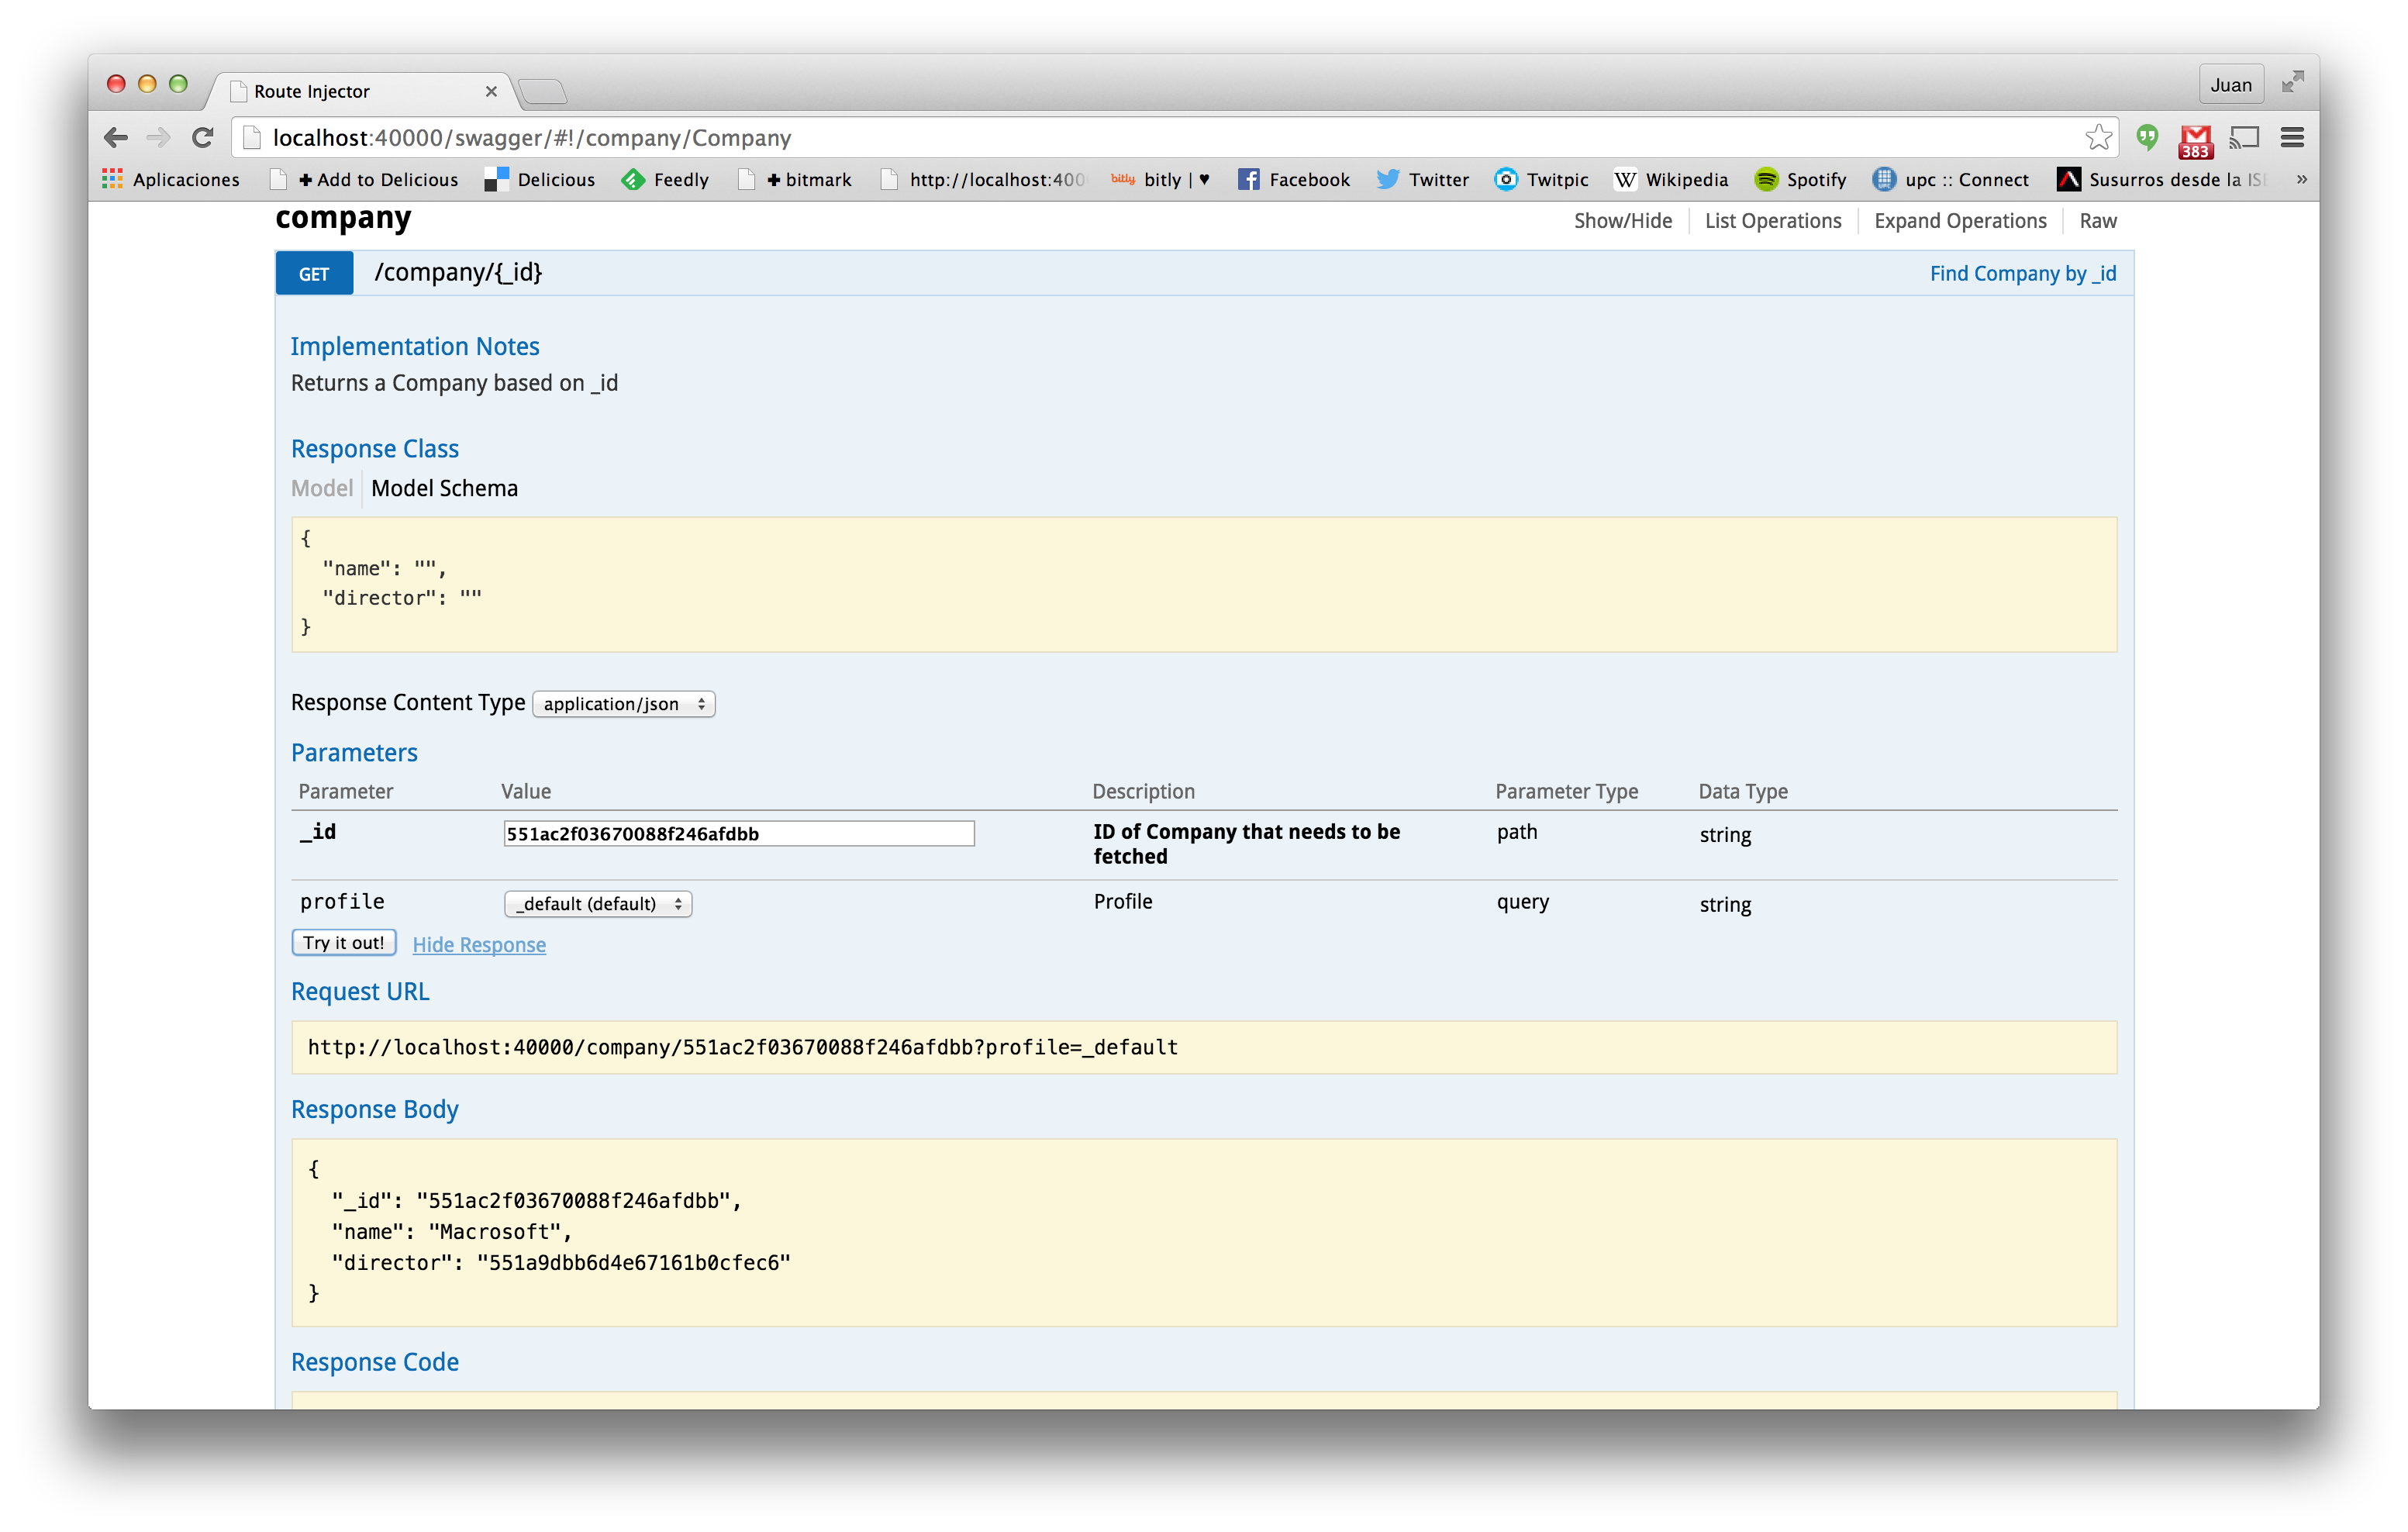 Route Injector
Juan
localhost:40000/swagger/#!/company/Company
383
Aplicaciones
+ Add to Delicious
Delicious
Feedly
+ bitmark
http://localhost:400
bitly bitly | ♥
Facebook
Twitter
Twitpic
W Wikipedia
Spotify
upc :: Connect
Susurros desde la ISE
»
company
Show/Hide
List Operations
Expand Operations
Raw
GET /company/{_id}
Find Company by _id
Implementation Notes
Returns a Company based on _id
Response Class
Model Model Schema
{
"name": "",
"director": ""
}
Response Content Type application/json
Parameters
Parameter Value Description Parameter Type Data Type
_id 551ac2f03670088f246afdbb ID of Company that needs to be path string
fetched
profile _default (default) Profile query string
Try it out! Hide Response
Request URL
http://localhost:40000/company/551ac2f03670088f246afdbb?profile=_default
Response Body
{
"_id": "551ac2f03670088f246afdbb",
"name": "Macrosoft",
"director": "551a9dbb6d4e67161b0cfec6"
}
Response Code